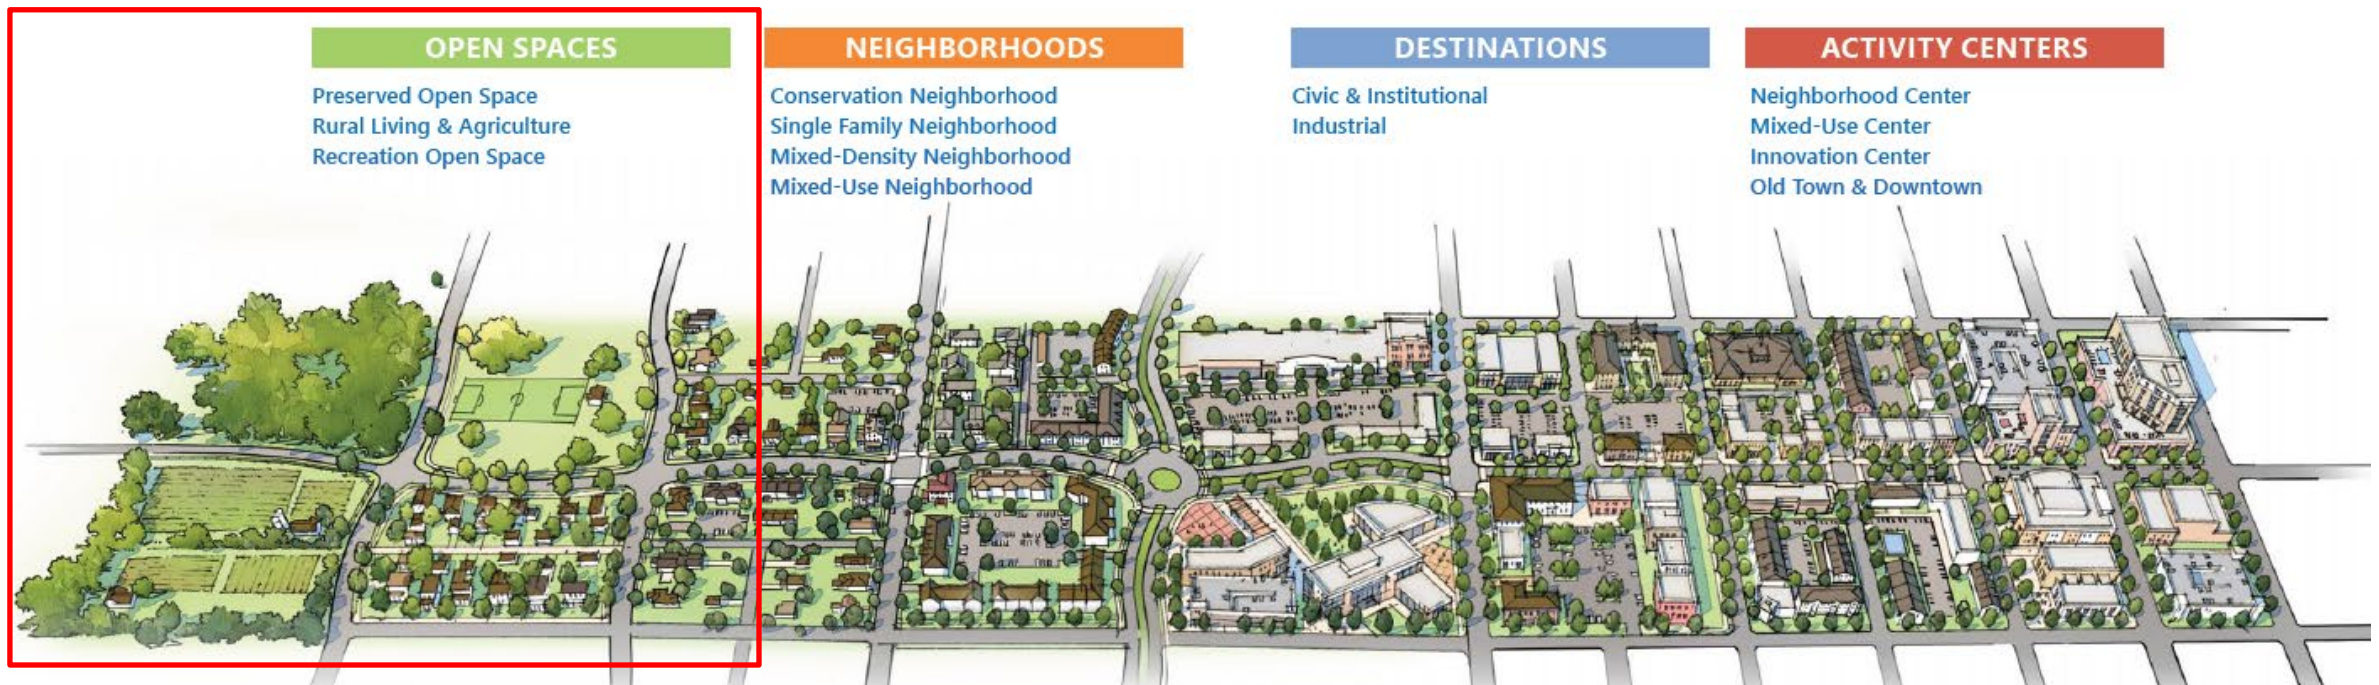 OPEN SPACES
Preserved Open Space
Rural Living & Agriculture
Recreation Open Space
NEIGHBORHOODS
Conservation Neighborhood
Single Family Neighborhood
Mixed-Density Neighborhood
Mixed-Use Neighborhood
DESTINATIONS
Civic & Institutional
Industrial
ACTIVITY CENTERS
Neighborhood Center
Mixed-Use Center
Innovation Center
Old Town & Downtown